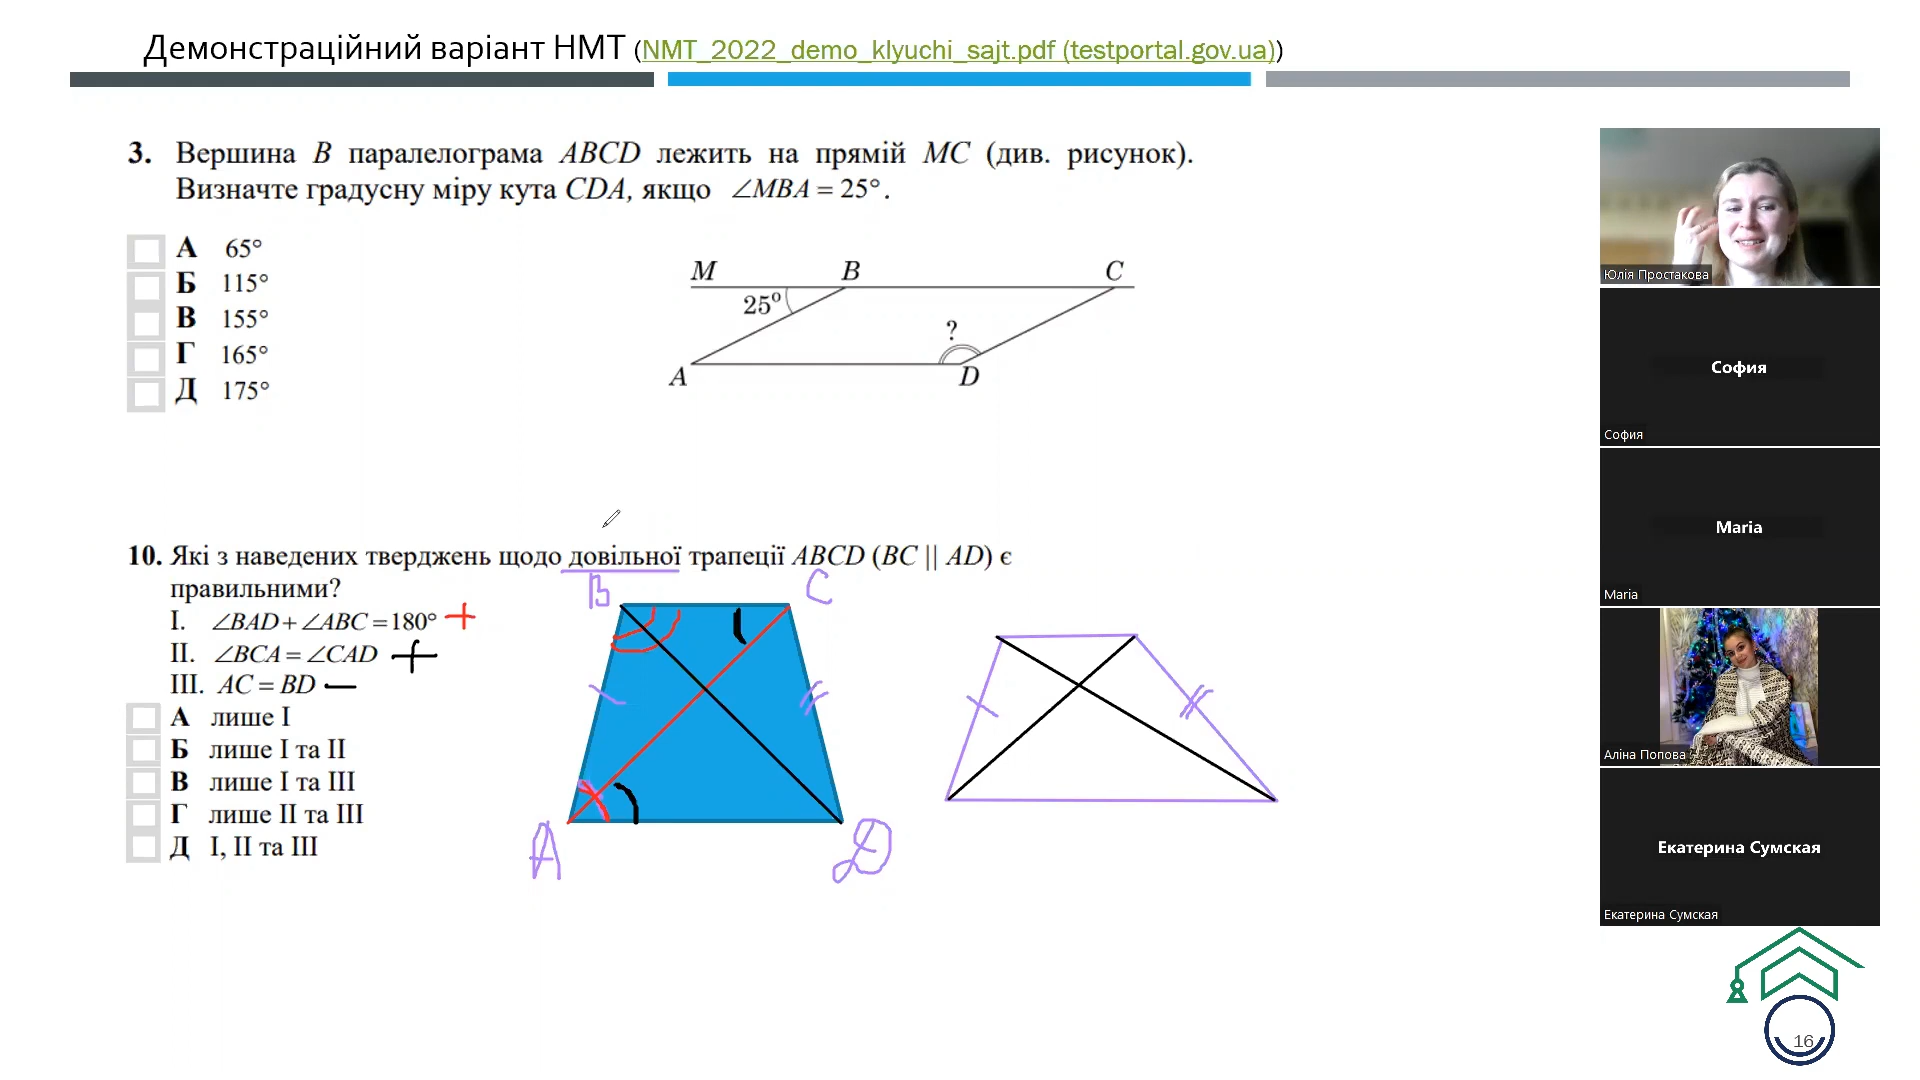 Демонстраційний варіант НМТ (NMT_2022_demo_klyuchi_sajt.pdf (testportal.gov.ua))
3. Вершина B паралелограма ABCD лежить на прямій MC (див. рисунок).
Визначте градусну міру кута CDA, якщо ∠MBA = 25°.
А 65°
Б 115°
В 155°
Г 165°
Д 175°
M B C
25°
?
A D
10. Які з наведених тверджень щодо довільної трапеції ABCD (BC || AD) є
правильними?
I. ∠BAD + ∠ABC = 180° +
II. ∠BCA = ∠CAD +
III. AC = BD —
А лише I
Б лише I та II
В лише I та III
Г лише II та III
Д I, II та III
B C
A D
Юлія Простакова
София
София
Maria
Maria
Аліна Попова
Екатерина Сумская
Екатерина Сумская
16